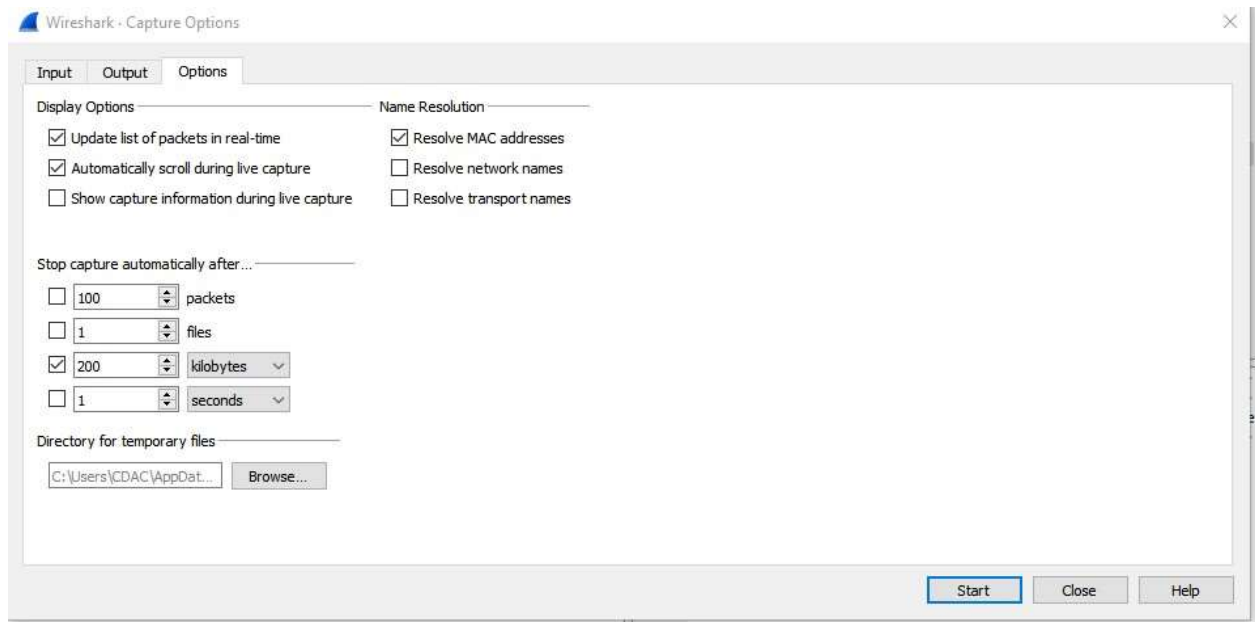 Wireshark · Capture Options
Input Output Options
Display Options Name Resolution
Update list of packets in real-time Resolve MAC addresses
Automatically scroll during live capture Resolve network names
Show capture information during live capture Resolve transport names
Stop capture automatically after...
100 packets
1 files
200 kilobytes
1 seconds
Directory for temporary files
C:\Users\CDAC\AppDat... Browse...
Start Close Help